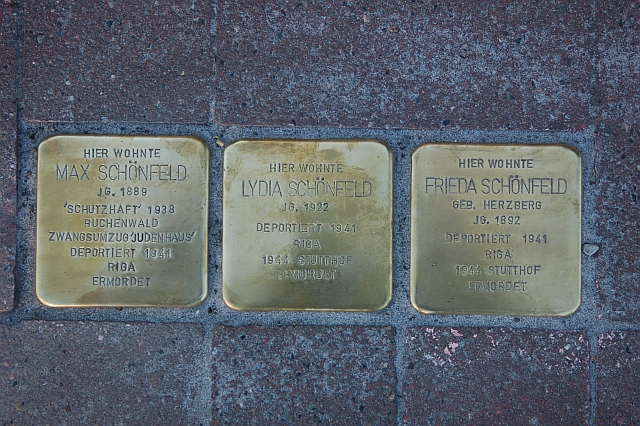 HIER WOHNTE
MAX SCHÖNFELD
JG. 1889
'SCHUTZHAFT' 1938
BUCHENWALD
ZWANGSUMZUG 'JUDENHAUS'
DEPORTIERT 1941
RIGA
ERMORDET
HIER WOHNTE
LYDIA SCHÖNFELD
JG. 1922
DEPORTIERT 1941
RIGA
1944 STUTTHOF
ERMORDET
HIER WOHNTE
FRIEDA SCHÖNFELD
GEB. HERZBERG
JG. 1892
DEPORTIERT 1941
RIGA
1944 STUTTHOF
ERMORDET